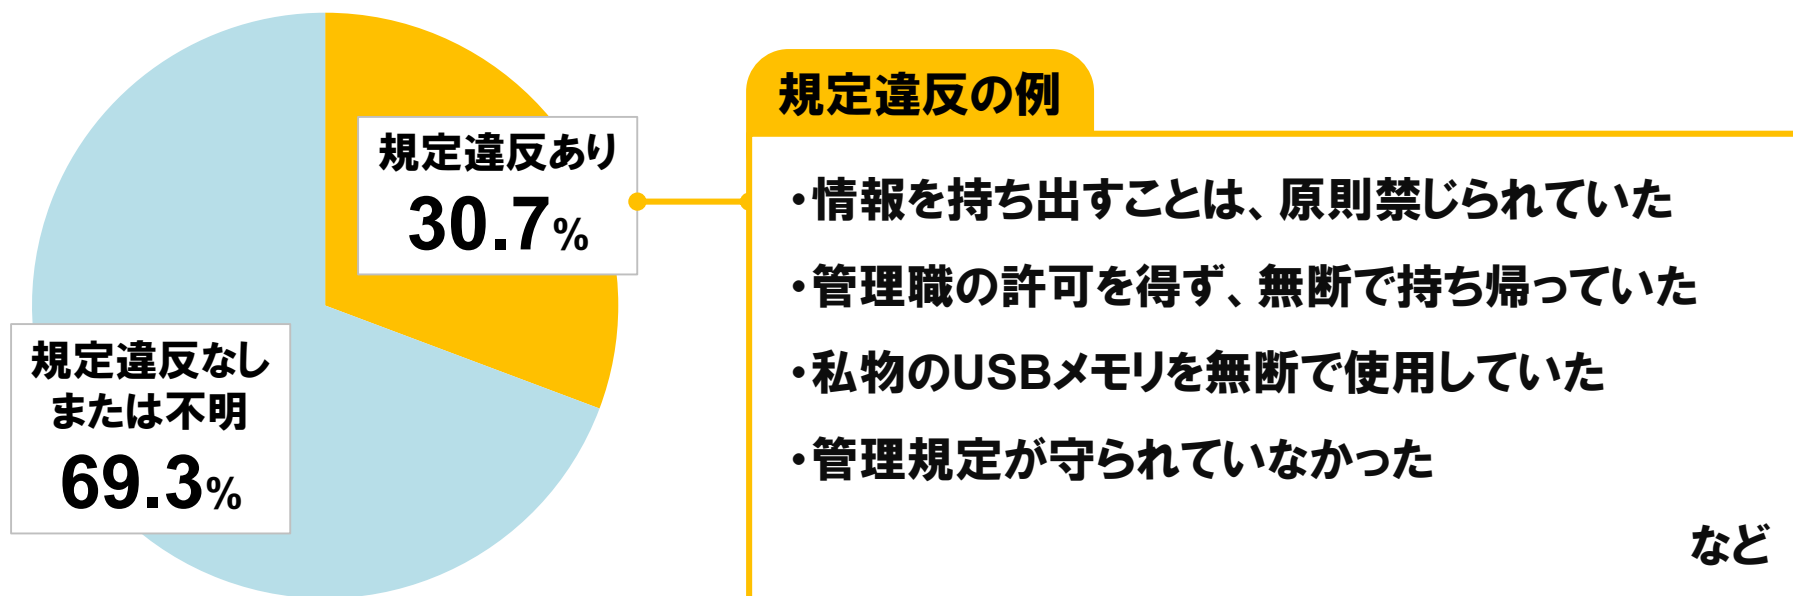 規定違反あり
30.7%
規定違反なし
または不明
69.3%
規定違反の例
・情報を持ち出すことは、原則禁じられていた
・管理職の許可を得ず、無断で持ち帰っていた
・私物のUSBメモリを無断で使用していた
・管理規定が守られていなかった
など